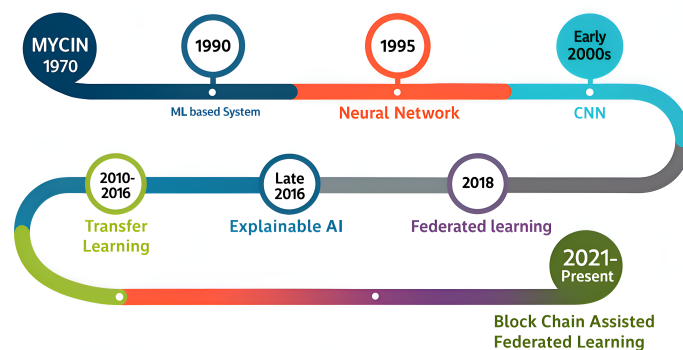 MYCIN
1970
1990
ML based System
1995
Neural Network
Early
2000s
CNN
2010-
2016
Transfer
Learning
Late
2016
Explainable AI
2018
Federated learning
2021-
Present
Block Chain Assisted
Federated Learning